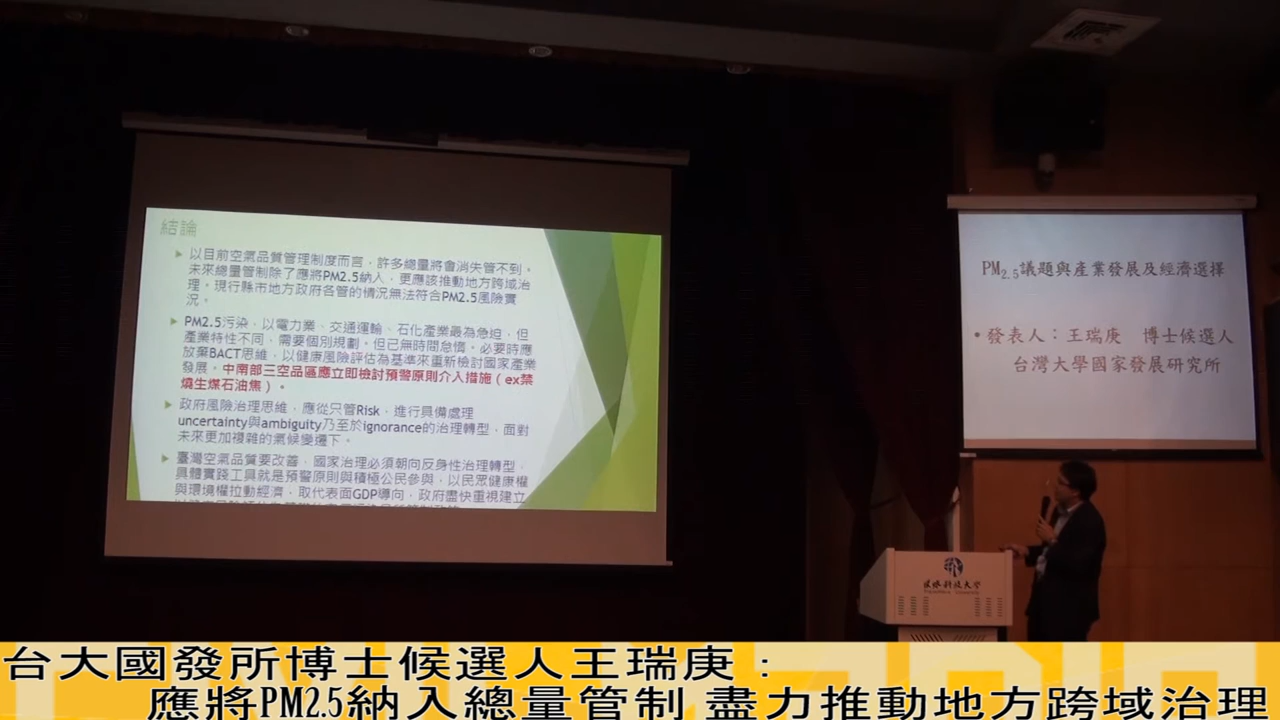 結論
以目前空氣品質管理制度而言，許多總量將會消失管不到。
未來總量管制除了應將PM2.5納入，更應該推動地方跨域治
理。現行縣市地方政府各管的情況無法符合PM2.5風險實
況。
PM2.5污染，以電力業、交通運輸、石化產業最為急迫，但
產業特性不同，需要個別規劃。但已無時間怠惰。必要時應
放棄BACT思維，以健康風險評估為基準來重新檢討國家產業
發展。中南部三空品區應立即檢討預警原則介入措施（ex禁
燒生煤石油焦）。
政府風險治理思維，應從只管Risk，進行具備處理
uncertainty與ambiguity乃至於ignorance的治理轉型，面對
未來更加複雜的氣候變遷下。
臺灣空氣品質要改善，國家治理必須朝向反身性治理轉型，
具體實踐工具就是預警原則與積極公民參與，以民眾健康權
與環境權拉動經濟，取代表面GDP導向，政府盡快重視建立
PM2.5議題與產業發展及經濟選擇
•發表人：王瑞庚 博士候選人
台灣大學國家發展研究所
環球科技大學
台大國發所博士候選人王瑞庚：
應將PM2.5納入總量管制 盡力推動地方跨域治理